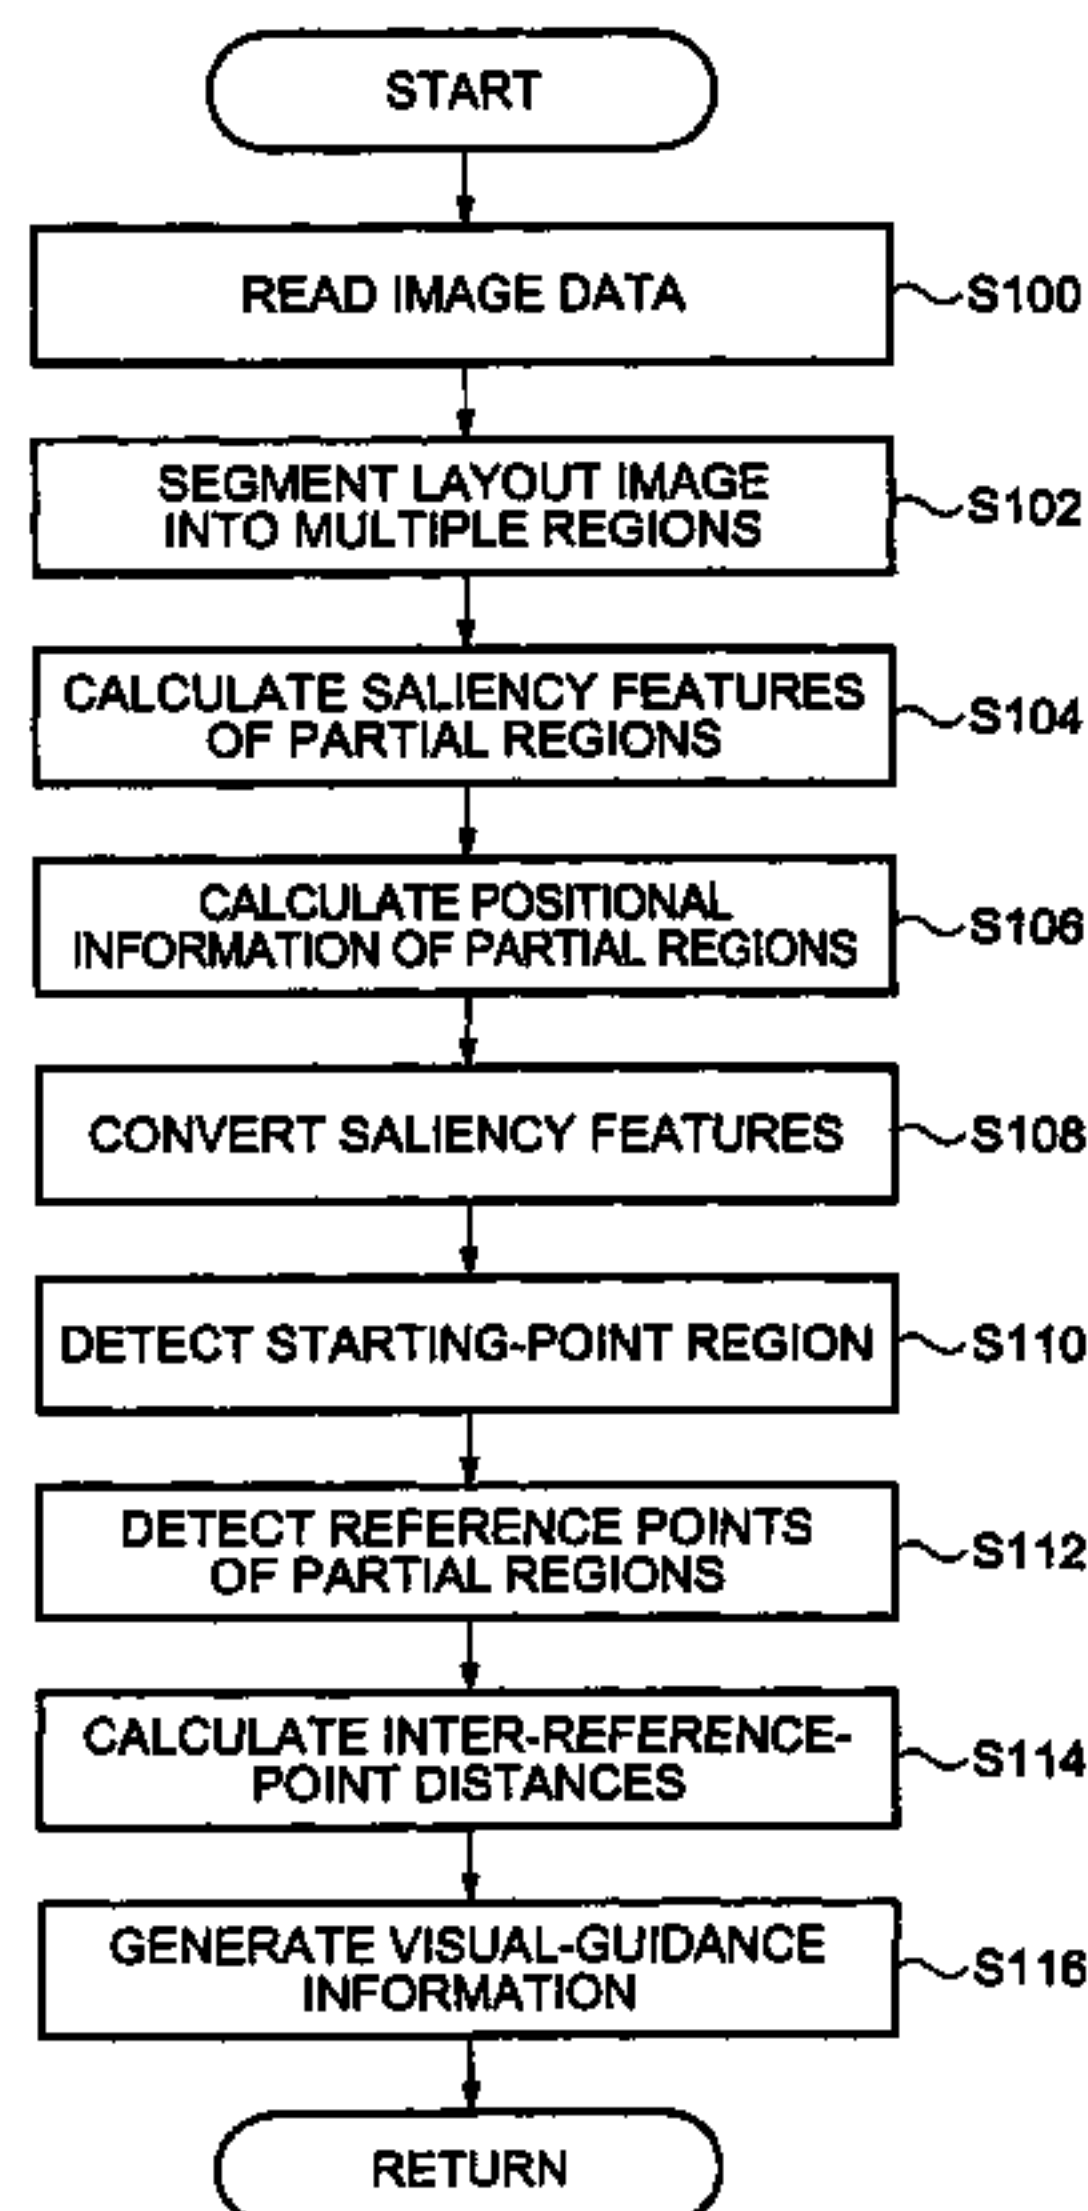 START
READ IMAGE DATA
S100
SEGMENT LAYOUT IMAGE
INTO MULTIPLE REGIONS
S102
CALCULATE SALIENCY FEATURES
OF PARTIAL REGIONS
S104
CALCULATE POSITIONAL
INFORMATION OF PARTIAL REGIONS
S106
CONVERT SALIENCY FEATURES
S108
DETECT STARTING-POINT REGION
S110
DETECT REFERENCE POINTS
OF PARTIAL REGIONS
S112
CALCULATE INTER-REFERENCE-
POINT DISTANCES
S114
GENERATE VISUAL-GUIDANCE
INFORMATION
S116
RETURN